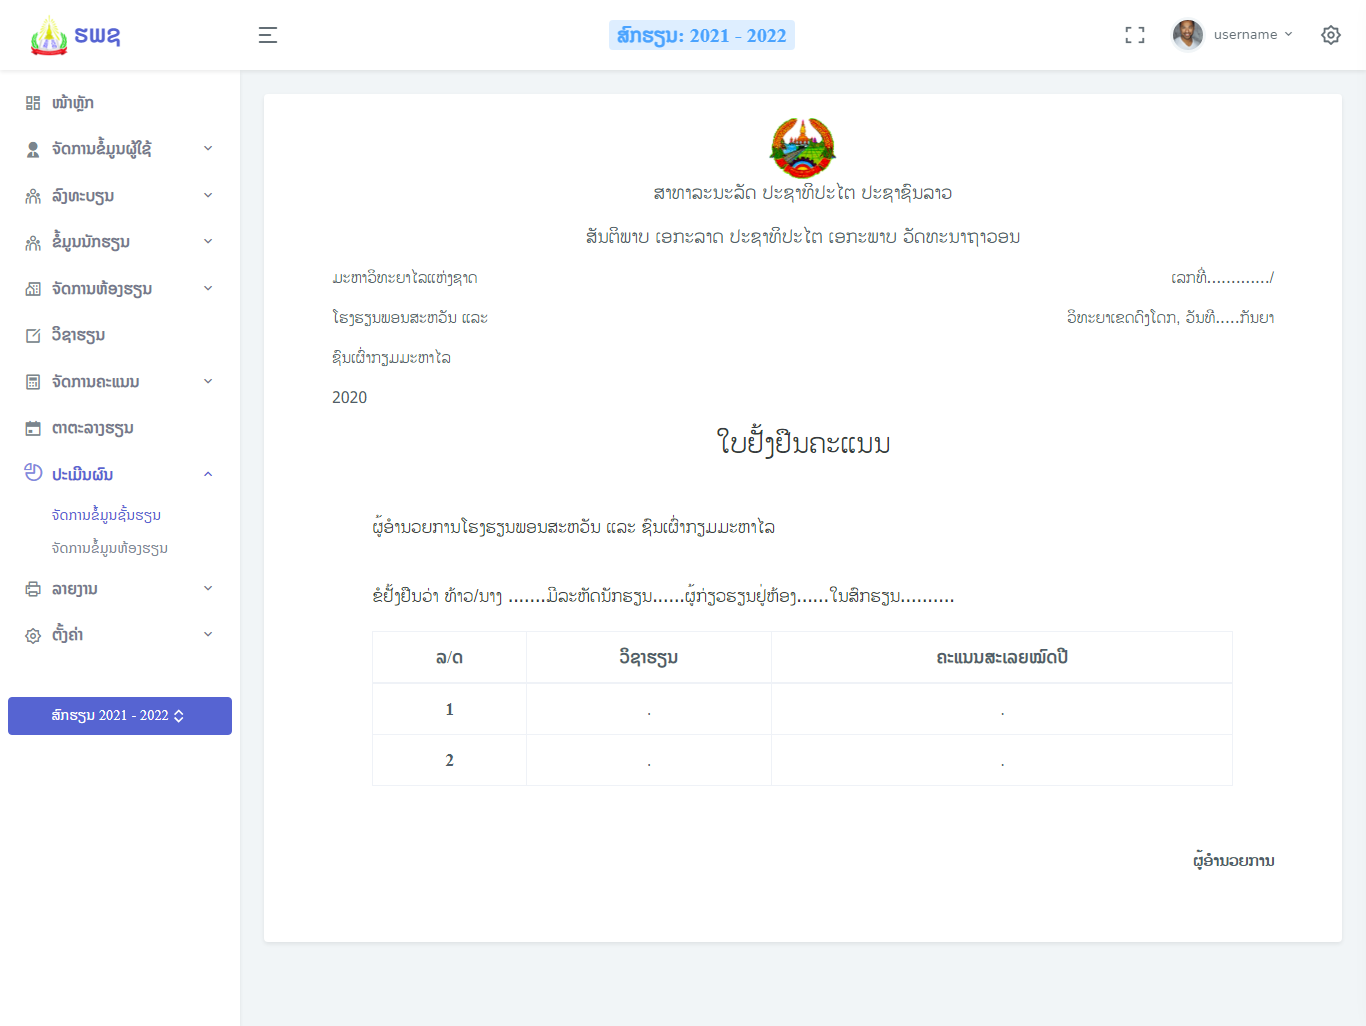 ຮພຊ
ສົກຮຽນ: 2021 - 2022
username
ໜ້າຫຼັກ
ຈັດການຂໍ້ມູນຜູ້ໃຊ້
ລົງທະບຽນ
ຂໍ້ມູນນັກຮຽນ
ຈັດການຫ້ອງຮຽນ
ວິຊາຮຽນ
ຈັດການຄະແນນ
ຕາຕະລາງຮຽນ
ປະເມີນຜົນ
ຈັດການຂໍ້ມູນຊັ້ນຮຽນ
ຈັດການຂໍ້ມູນຫ້ອງຮຽນ
ລາຍງານ
ຕັ້ງຄ່າ
ສົກຮຽນ 2021 - 2022
ສາທາລະນະລັດ ປະຊາທິປະໄຕ ປະຊາຊົນລາວ
ສັນຕິພາບ ເອກະລາດ ປະຊາທິປະໄຕ ເອກະພາບ ວັດທະນາຖາວອນ
ມະຫາວິທະຍາໄລແຫ່ງຊາດ
ເລກທີ............./
ໂຮງຮຽນພອນສະຫວັນ ແລະ
ວິທະຍາເຂດດົງໂດກ, ວັນທີ.....ກັນຍາ
ຊົນເຜົ່າກຽມມະຫາໄລ
2020
ໃບຢັ້ງຢືນຄະແນນ
ຜູ້ອຳນວຍການໂຮງຮຽນພອນສະຫວັນ ແລະ ຊົນເຜົ່າກຽມມະຫາໄລ
ຂໍຢັ້ງຢືນວ່າ ທ້າວ/ນາງ .......ມີລະຫັດນັກຮຽນ......ຜູ້ກ່ຽວຮຽນຢູ່ຫ້ອງ......ໃນສົກຮຽນ..........
ລ/ດ ວິຊາຮຽນ ຄະແນນສະເລຍໝົດປີ
1 . .
2 . .
ຜູ້ອຳນວຍການ